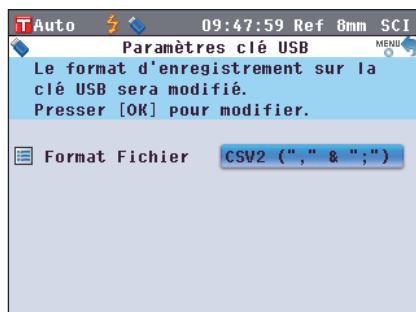 TAuto 09:47:59 Ref 8mm SCI
Paramètres clé USB MENU
Le format d'enregistrement sur la
clé USB sera modifié.
Presser [OK] pour modifier.
Format Fichier CSV2 ("," & ";")